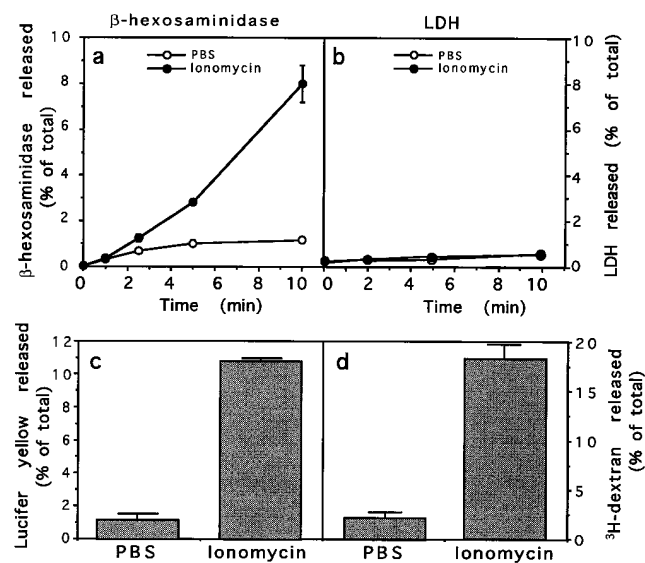 β-hexosaminidase
LDH
β-hexosaminidase released
(% of total)
10
8
6
4
2
0
a
PBS
Ionomycin
0
2
4
6
8
10
Time (min)
b
PBS
Ionomycin
0
2
4
6
8
10
Time (min)
10
8
6
4
2
0
LDH released (% of total)
Lucifer yellow released
(% of total)
12
10
8
6
4
2
0
c
PBS
Ionomycin
d
PBS
Ionomycin
20
15
10
5
0
³H-dextran released
(% of total)